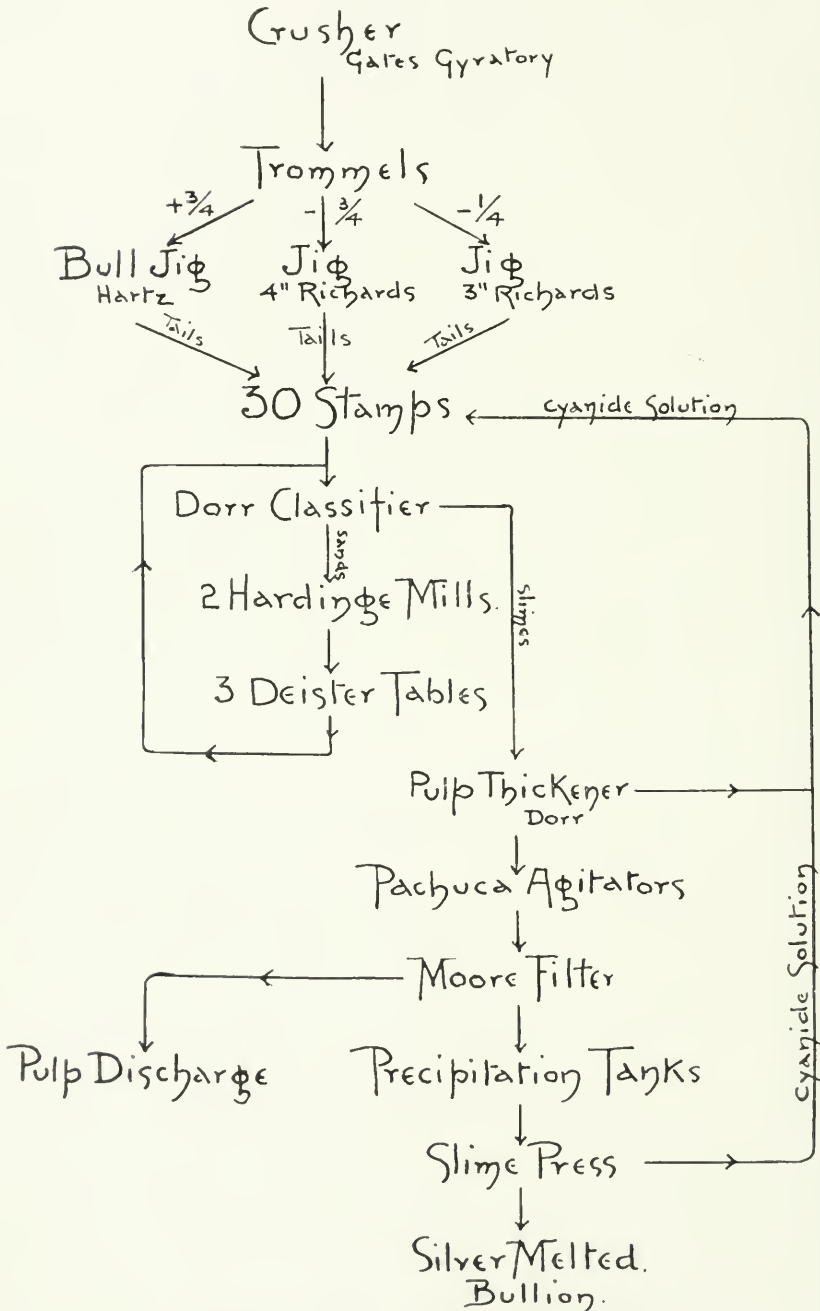 Crusher
Gates Gyratory
Trommels
+3/4
- 3/4
-1/4
Bull Jig
Hartz
Jig
4" Richards
Jig
3" Richards
Tails
Tails
Tails
30 Stamps
Cyanide Solution
Dorr Classifier
Sands
Slimes
2 Hardinge Mills.
3 Deister Tables
Pulp Thickener
Dorr
Pachuca Agitators
Cyanide Solution
Moore Filter
Pulp Discharge
Precipitation Tanks
Slime Press
Silver Melted.
Bullion.